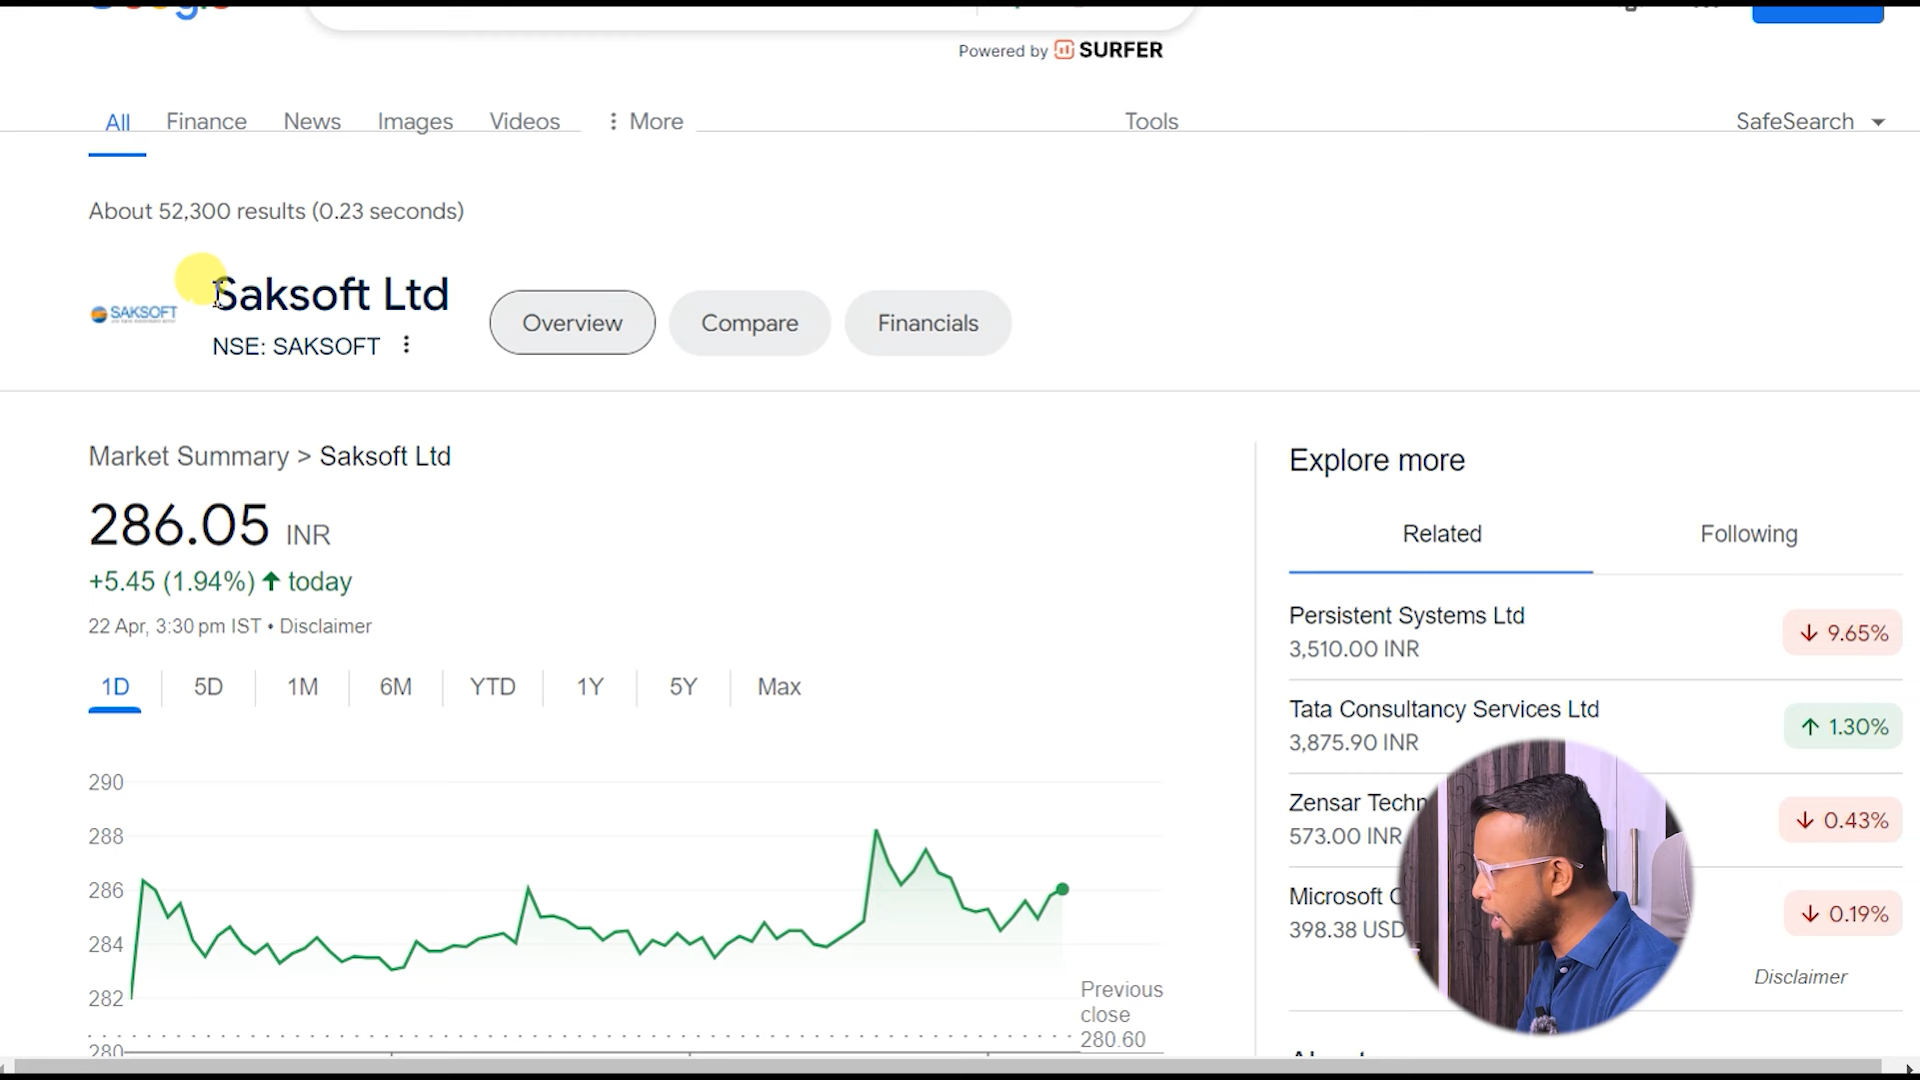 Powered by SURFER
All Finance News Images Videos More Tools SafeSearch
About 52,300 results (0.23 seconds)
SAKSOFT
Saksoft Ltd
NSE: SAKSOFT
Overview Compare Financials
Market Summary > Saksoft Ltd
286.05 INR
+5.45 (1.94%) today
22 Apr, 3:30 pm IST • Disclaimer
1D 5D 1M 6M YTD 1Y 5Y Max
290
288
286
284
282
280
Previous
close
280.60
Explore more
Related Following
Persistent Systems Ltd
3,510.00 INR
9.65%
Tata Consultancy Services Ltd
3,875.90 INR
1.30%
Zensar Techn
573.00 INR
0.43%
Microsoft C
398.38 USD
0.19%
Disclaimer